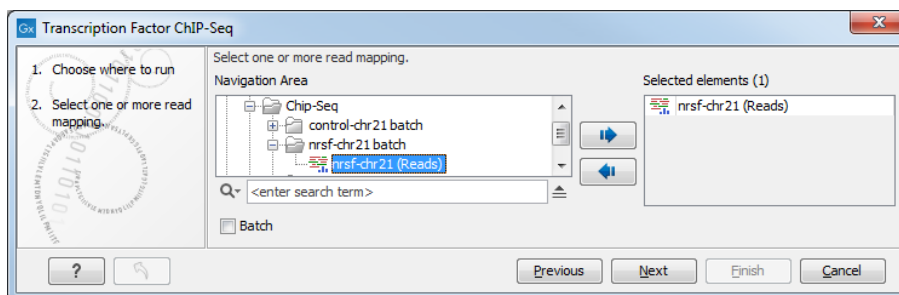 Gx Transcription Factor ChIP-Seq
1. Choose where to run
2. Select one or more read
mapping.
Select one or more read mapping.
Navigation Area
Chip-Seq
control-chr21 batch
nrsf-chr21 batch
nrsf-chr21 (Reads)
<enter search term>
Batch
Selected elements (1)
nrsf-chr21 (Reads)
?
Previous
Next
Finish
Cancel